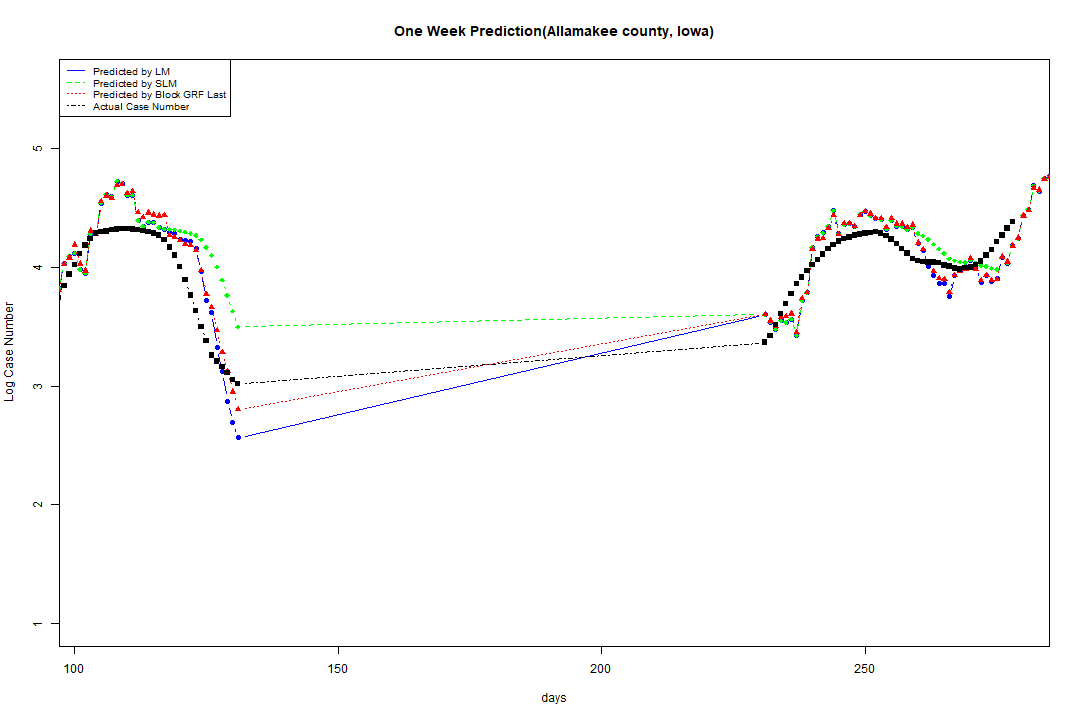 One Week Prediction(Allamakee county, Iowa)
Predicted by LM
Predicted by SLM
Predicted by Block GRF Last
Actual Case Number
5
4
3
2
1
Log Case Number
100 150 200 250
days